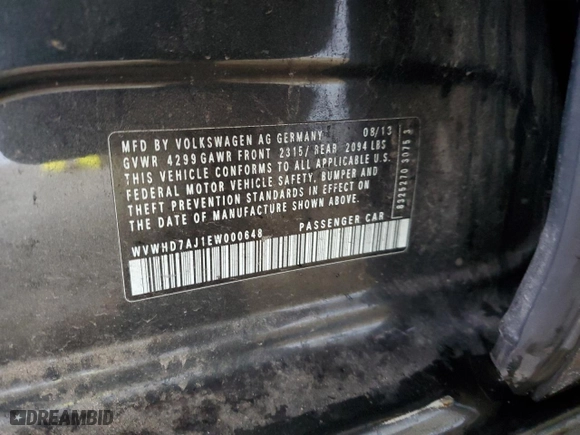 MFD BY VOLKSWAGEN AG GERMANY 08/13
GVWR 4299 GAWR FRONT 2315/ REAR 2094 LBS
THIS VEHICLE CONFORMS TO ALL APPLICABLE U.S.
FEDERAL MOTOR VEHICLE SAFETY, BUMPER AND
THEFT PREVENTION STANDARDS IN EFFECT ON
THE DATE OF MANUFACTURE SHOWN ABOVE.
WVWHD7AJ1EW000648 PASSENGER CAR
8325270 3075
DREAMBID